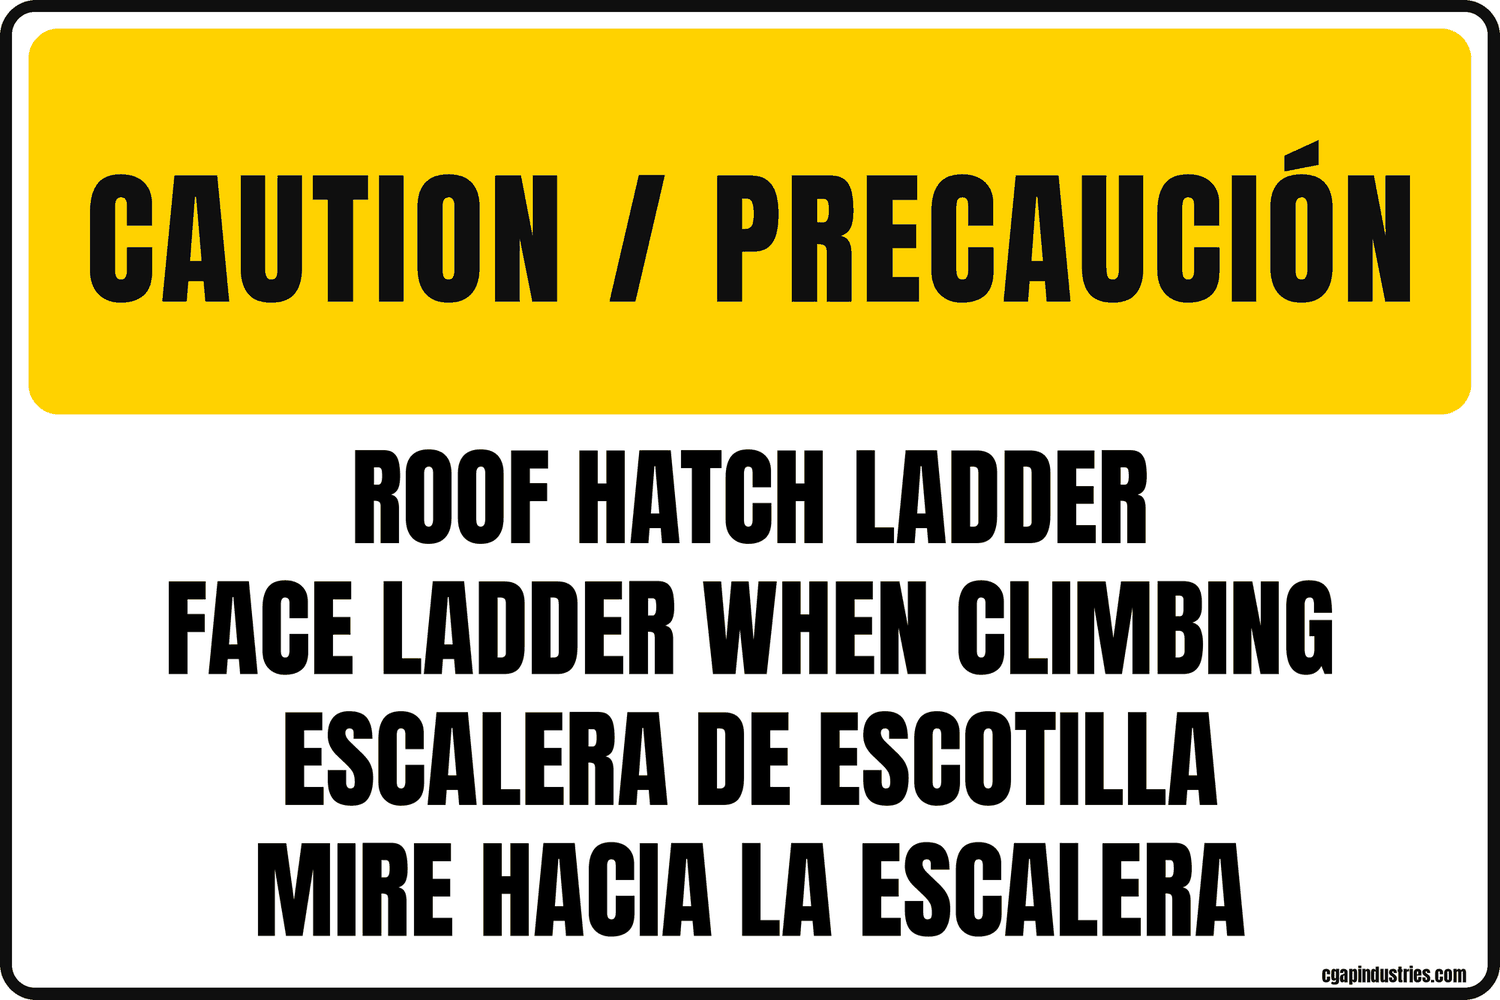 CAUTION / PRECAUCIÓN
ROOF HATCH LADDER
FACE LADDER WHEN CLIMBING
ESCALERA DE ESCOTILLA
MIRE HACIA LA ESCALERA
cgapindustries.com